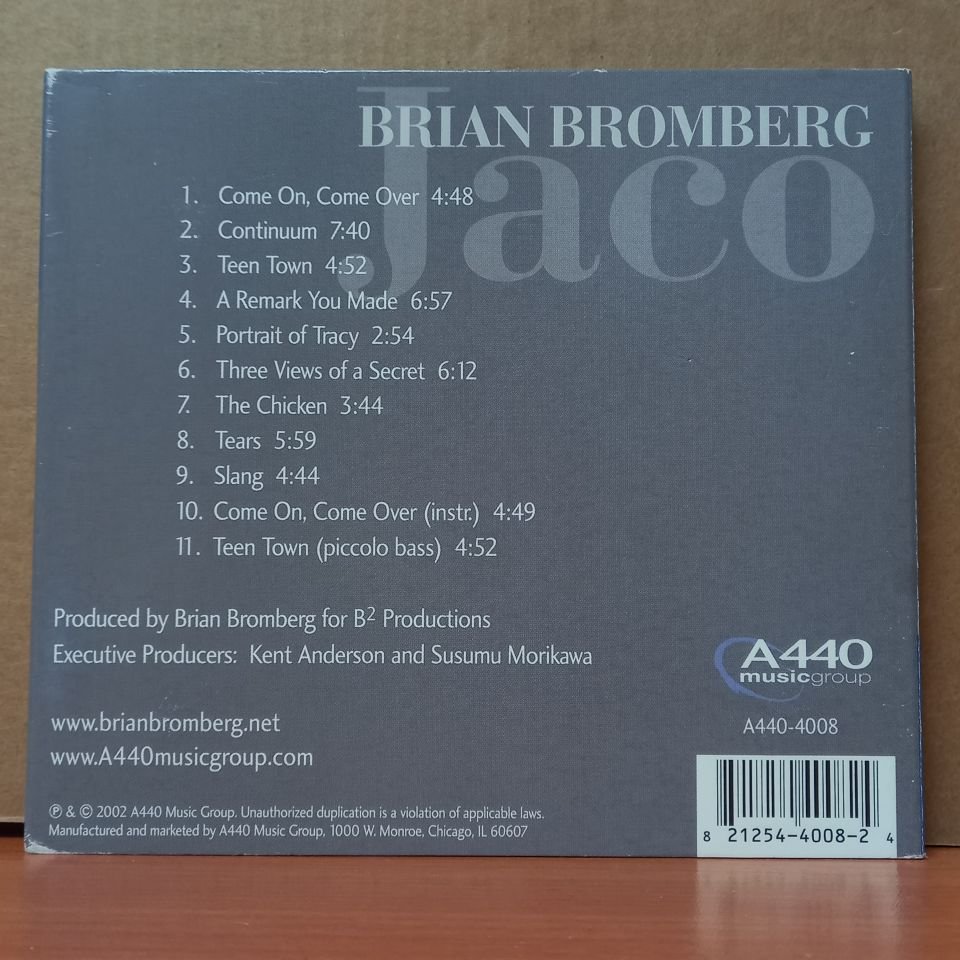 BRIAN BROMBERG
Jaco
1. Come On, Come Over 4:48
2. Continuum 7:40
3. Teen Town 4:52
4. A Remark You Made 6:57
5. Portrait of Tracy 2:54
6. Three Views of a Secret 6:12
7. The Chicken 3:44
8. Tears 5:59
9. Slang 4:44
10. Come On, Come Over (instr.) 4:49
11. Teen Town (piccolo bass) 4:52
Produced by Brian Bromberg for B² Productions
Executive Producers: Kent Anderson and Susumu Morikawa
A440
musicgroup
A440-4008
www.brianbromberg.net
www.A440musicgroup.com
℗ & © 2002 A440 Music Group. Unauthorized duplication is a violation of applicable laws.
Manufactured and marketed by A440 Music Group, 1000 W. Monroe, Chicago, IL 60607
8 21254-4008-2 4